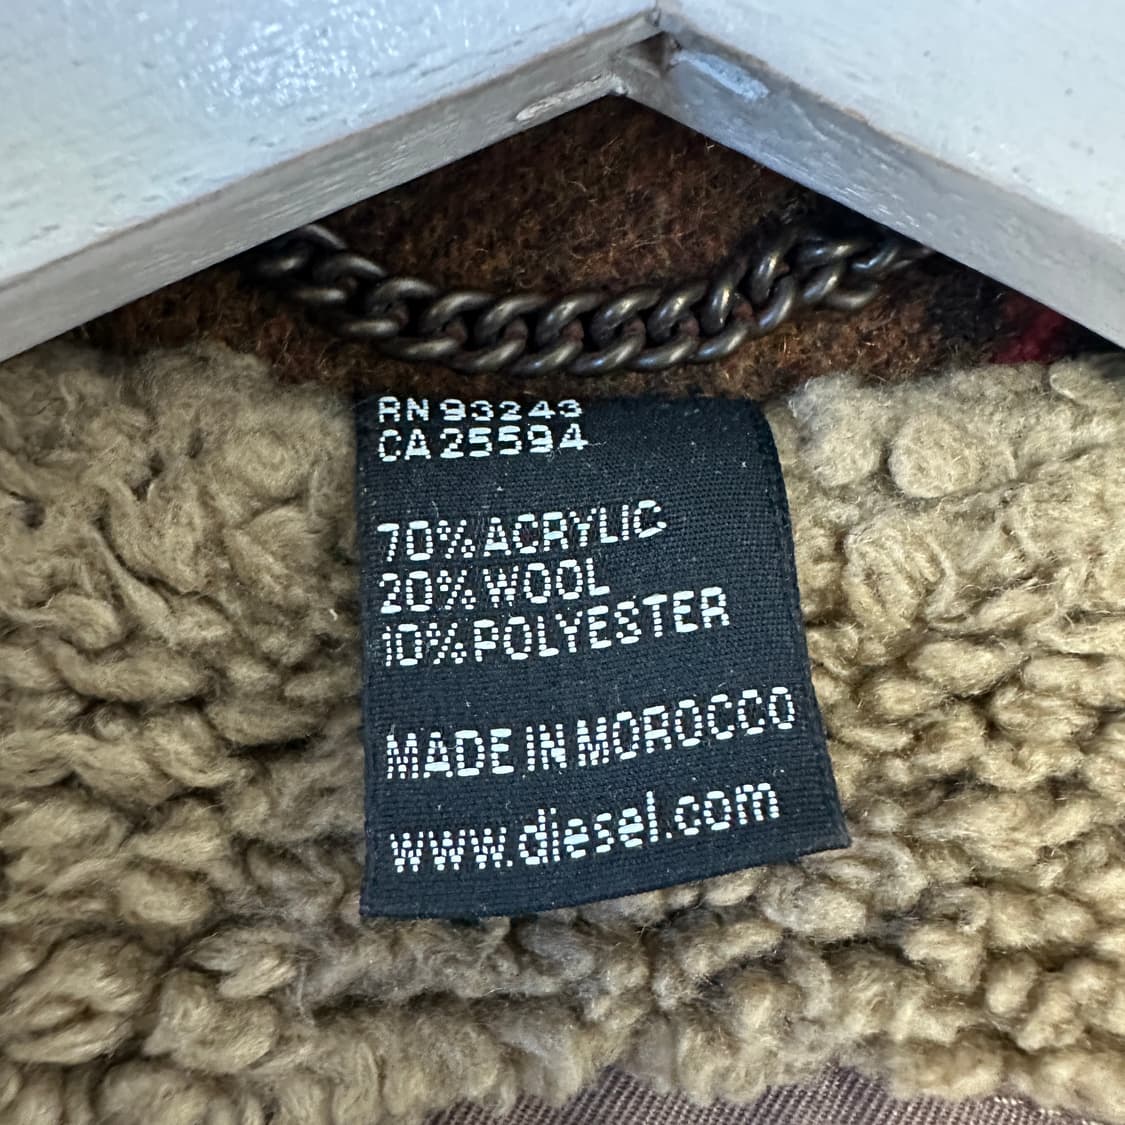 RN 93243
CA 25594
70% ACRYLIC
20% WOOL
10% POLYESTER
MADE IN MOROCCO
www.diesel.com